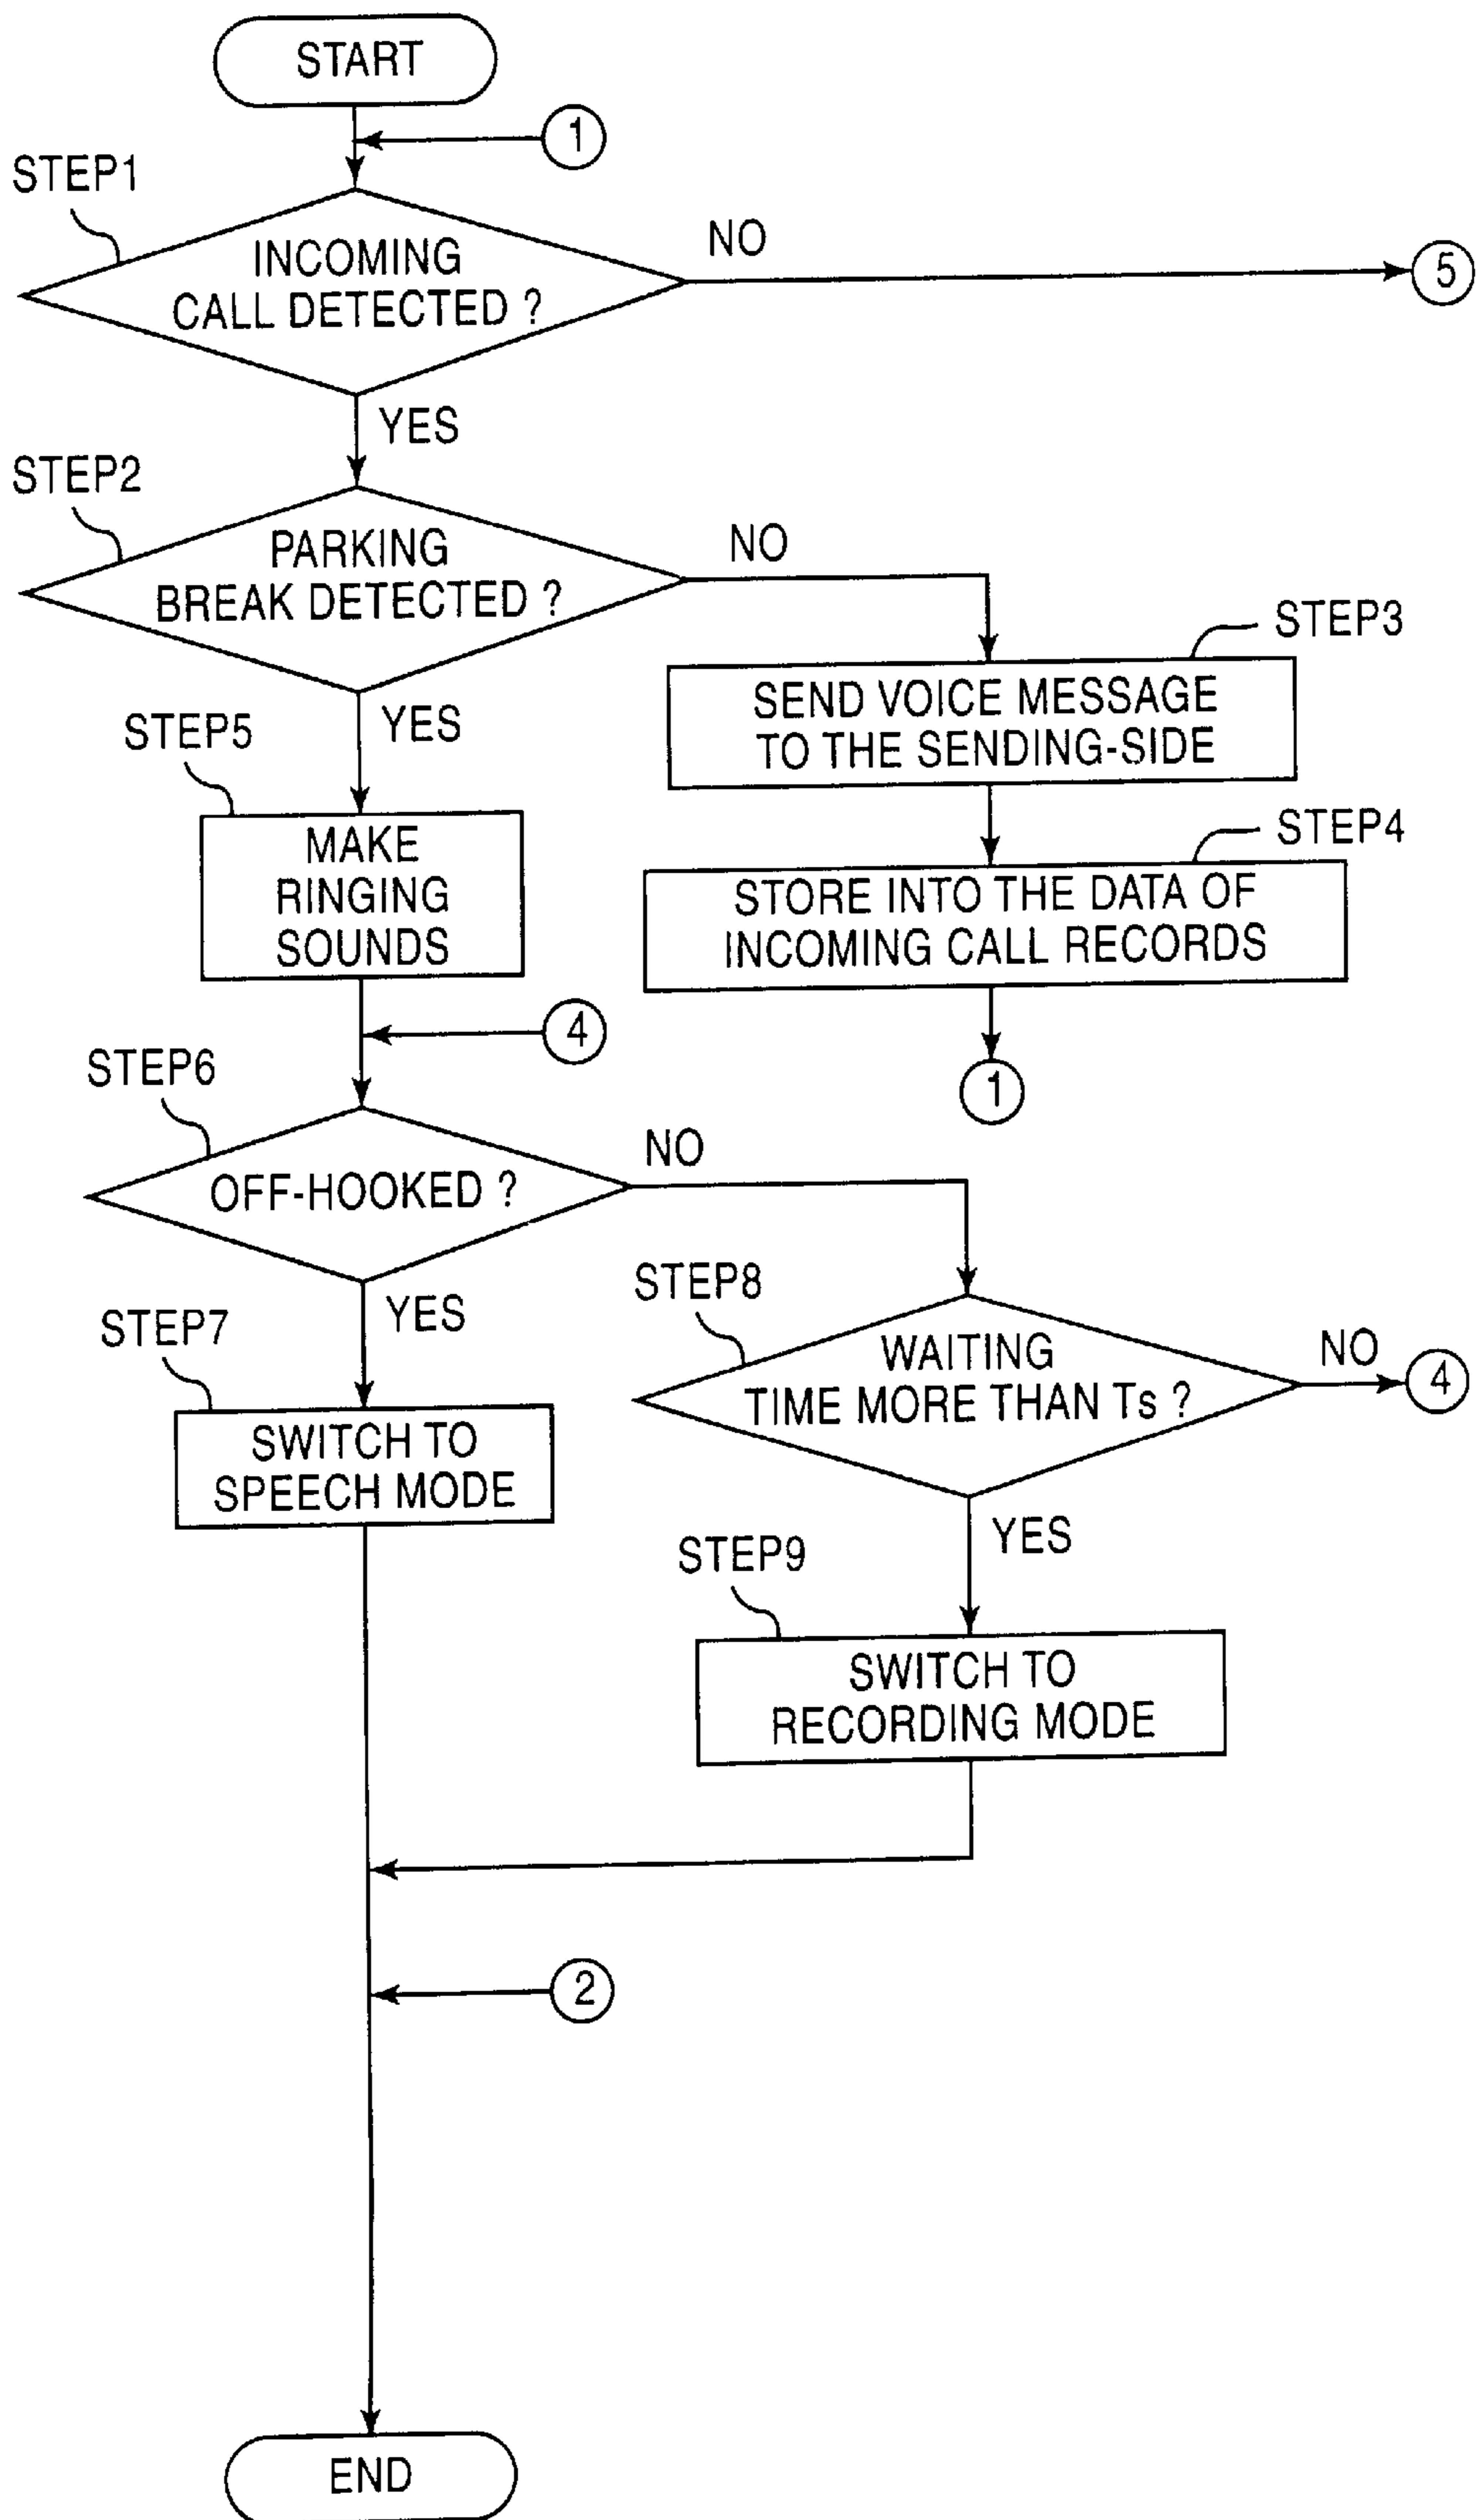 START
1
STEP1
INCOMING
CALL DETECTED ?
NO
5
YES
STEP2
PARKING
BREAK DETECTED ?
NO
STEP3
SEND VOICE MESSAGE
TO THE SENDING-SIDE
YES
STEP5
MAKE
RINGING
SOUNDS
STEP4
STORE INTO THE DATA OF
INCOMING CALL RECORDS
4
1
STEP6
OFF-HOOKED ?
NO
YES
STEP8
WAITING
TIME MORE THAN Ts ?
NO
4
STEP7
SWITCH TO
SPEECH MODE
YES
STEP9
SWITCH TO
RECORDING MODE
2
END